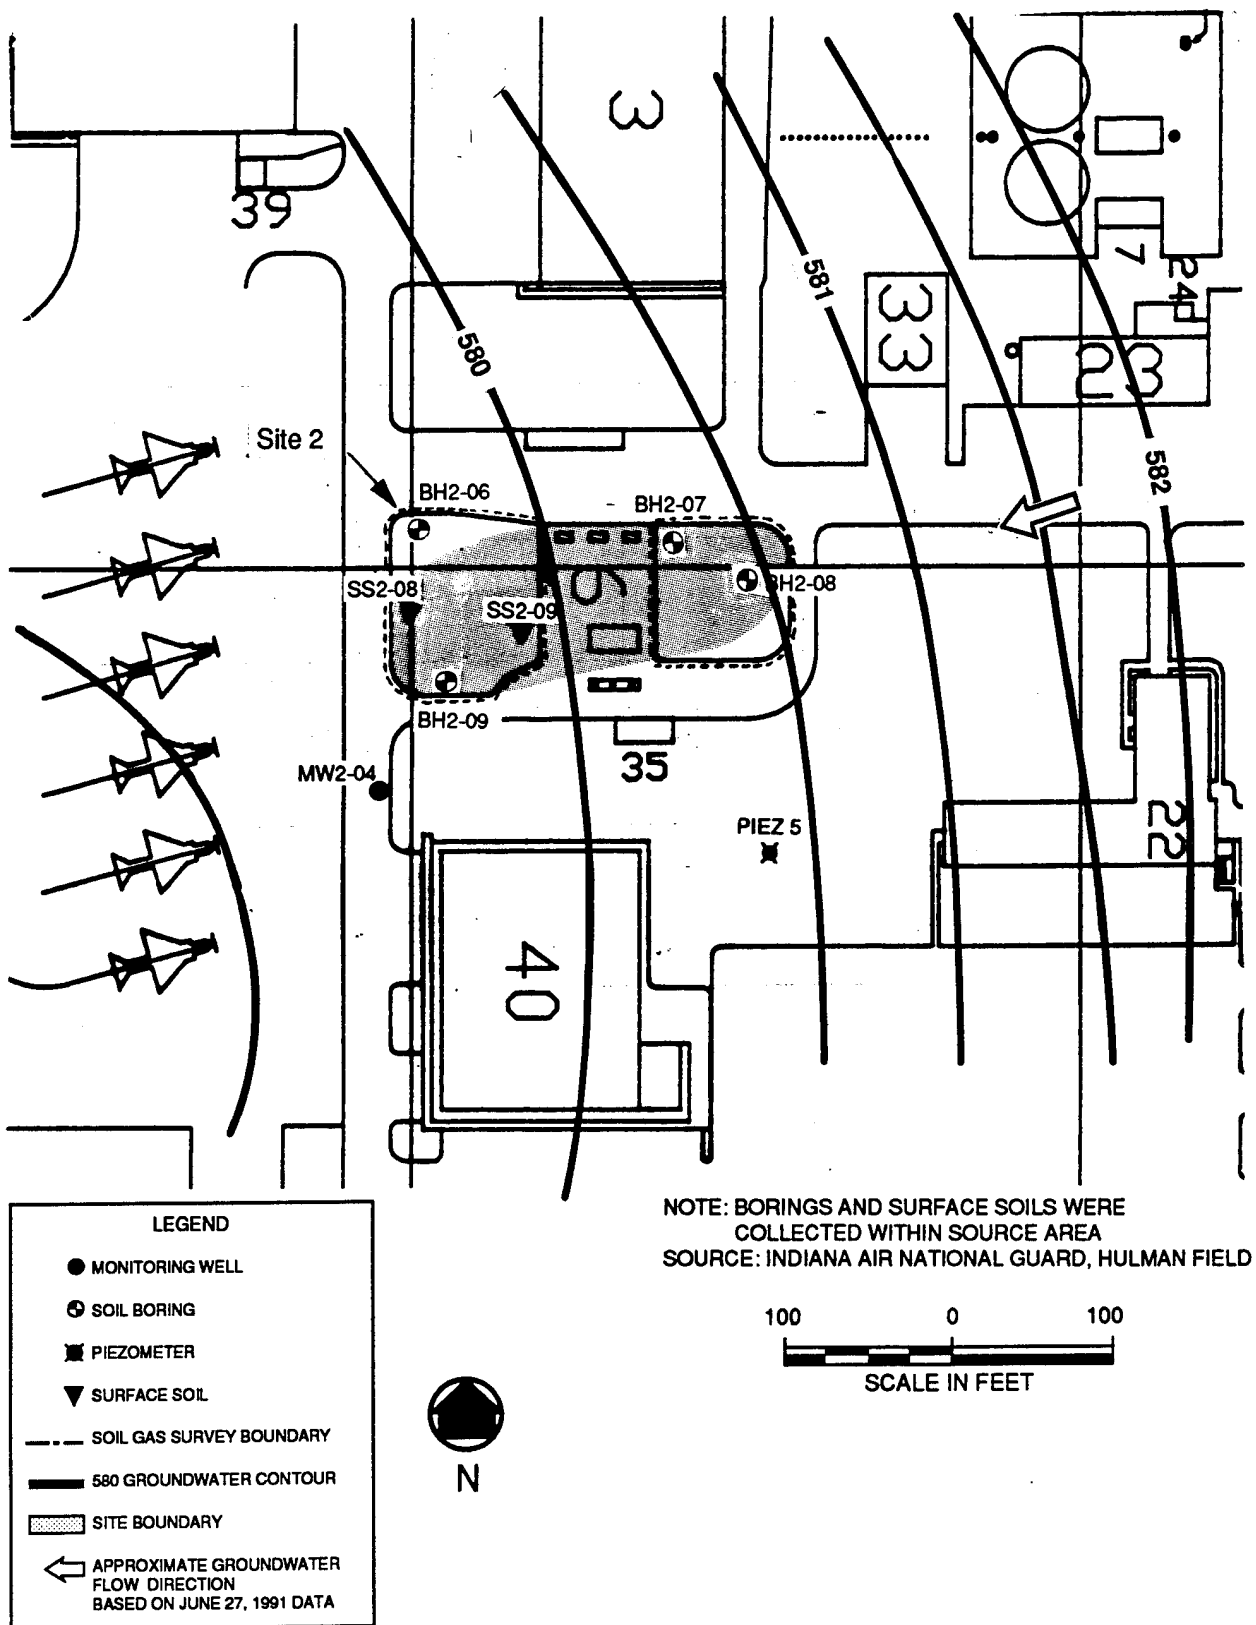 3
39
7
24
580
581
33
23
582
Site 2
BH2-06
BH2-07
SS2-08
6
BH2-08
SS2-09
BH2-09
35
MW2-04
22
PIEZ 5
40
LEGEND
MONITORING WELL
SOIL BORING
PIEZOMETER
SURFACE SOIL
SOIL GAS SURVEY BOUNDARY
580 GROUNDWATER CONTOUR
SITE BOUNDARY
APPROXIMATE GROUNDWATER
FLOW DIRECTION
BASED ON JUNE 27, 1991 DATA
N
NOTE: BORINGS AND SURFACE SOILS WERE
COLLECTED WITHIN SOURCE AREA
SOURCE: INDIANA AIR NATIONAL GUARD, HULMAN FIELD
100 0 100
SCALE IN FEET